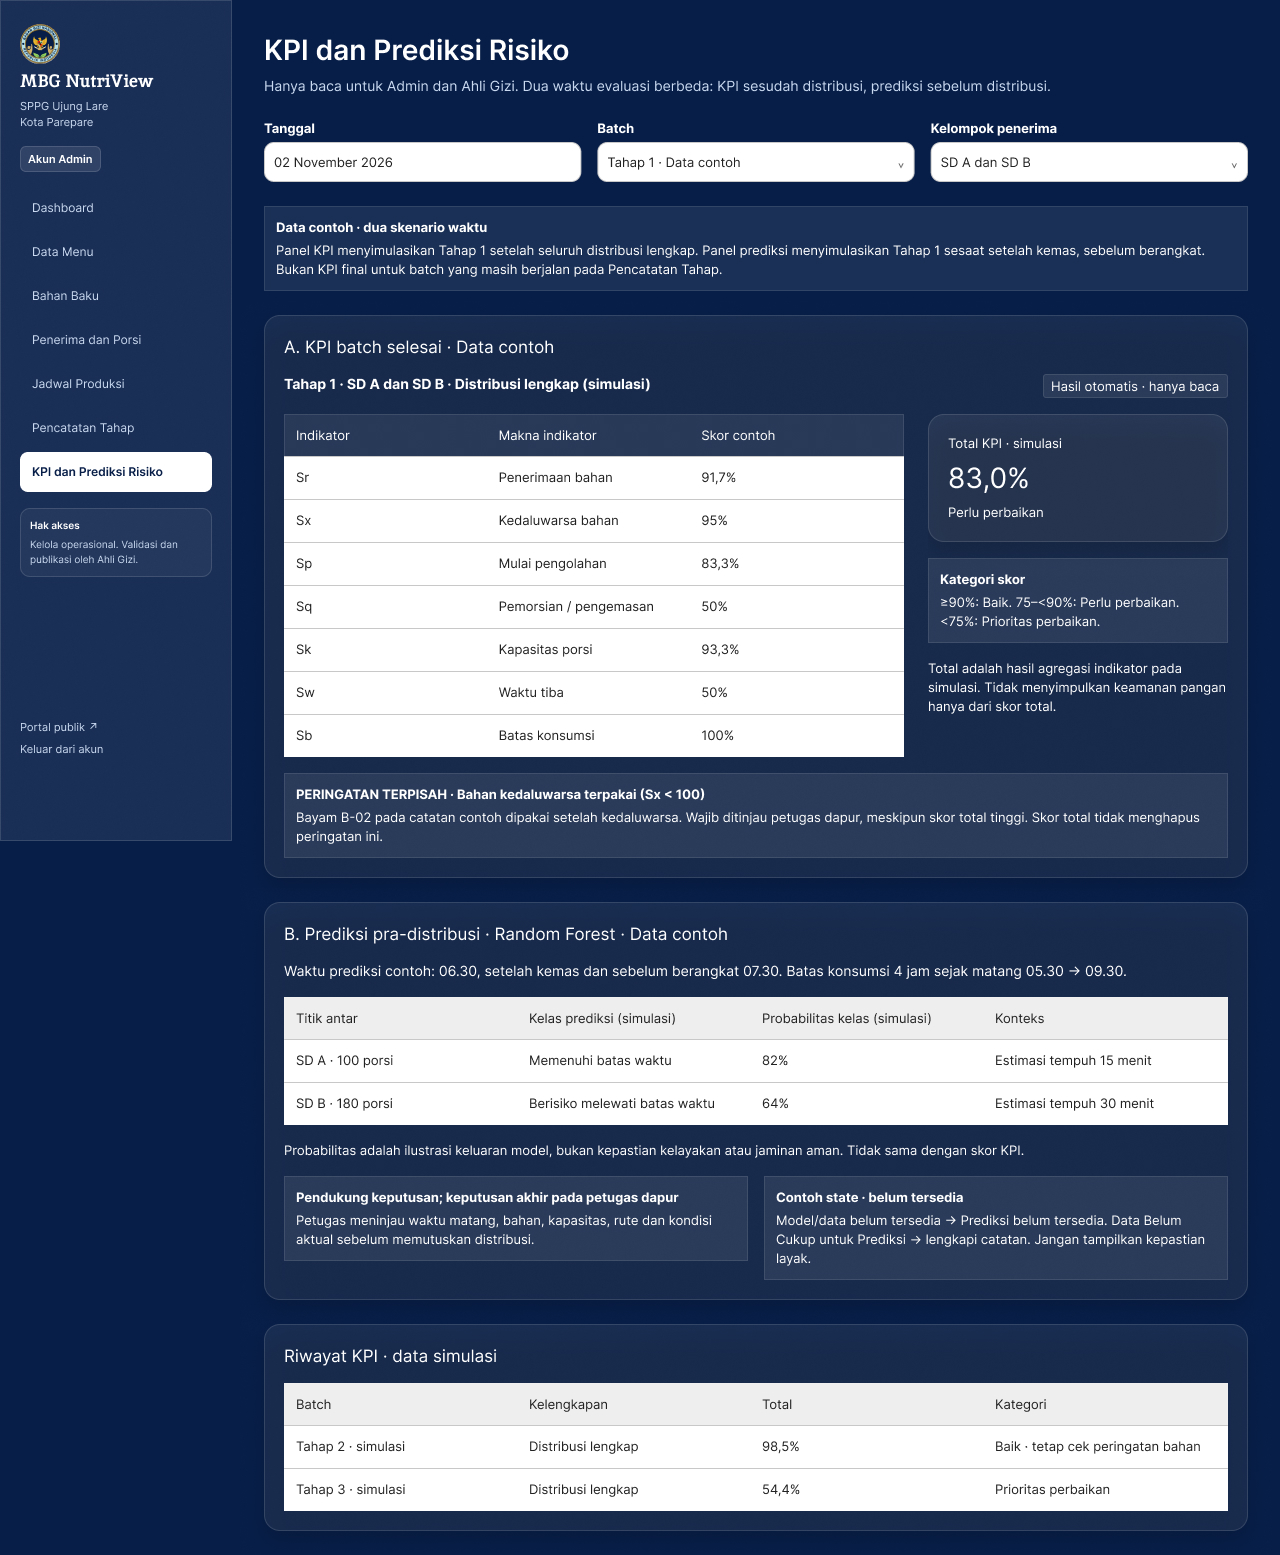 MBG NutriView
SPPG Ujung Lare
Kota Parepare
Akun Admin
Dashboard
Data Menu
Bahan Baku
Penerima dan Porsi
Jadwal Produksi
Pencatatan Tahap
KPI dan Prediksi Risiko
Hak akses
Kelola operasional. Validasi dan
publikasi oleh Ahli Gizi.
Portal publik ↗
Keluar dari akun
KPI dan Prediksi Risiko
Hanya baca untuk Admin dan Ahli Gizi. Dua waktu evaluasi berbeda: KPI sesudah distribusi, prediksi sebelum distribusi.
Tanggal Batch Kelompok penerima
02 November 2026 Tahap 1 · Data contoh SD A dan SD B
Data contoh · dua skenario waktu
Panel KPI menyimulasikan Tahap 1 setelah seluruh distribusi lengkap. Panel prediksi menyimulasikan Tahap 1 sesaat setelah kemas, sebelum berangkat.
Bukan KPI final untuk batch yang masih berjalan pada Pencatatan Tahap.
A. KPI batch selesai · Data contoh
Tahap 1 · SD A dan SD B · Distribusi lengkap (simulasi)
Hasil otomatis · hanya baca
Indikator Makna indikator Skor contoh
Sr Penerimaan bahan 91,7%
Sx Kedaluwarsa bahan 95%
Sp Mulai pengolahan 83,3%
Sq Pemorsian / pengemasan 50%
Sk Kapasitas porsi 93,3%
Sw Waktu tiba 50%
Sb Batas konsumsi 100%
Total KPI · simulasi
83,0%
Perlu perbaikan
Kategori skor
≥90%: Baik. 75–<90%: Perlu perbaikan.
<75%: Prioritas perbaikan.
Total adalah hasil agregasi indikator pada
simulasi. Tidak menyimpulkan keamanan pangan
hanya dari skor total.
PERINGATAN TERPISAH · Bahan kedaluwarsa terpakai (Sx < 100)
Bayam B-02 pada catatan contoh dipakai setelah kedaluwarsa. Wajib ditinjau petugas dapur, meskipun skor total tinggi. Skor total tidak menghapus
peringatan ini.
B. Prediksi pra-distribusi · Random Forest · Data contoh
Waktu prediksi contoh: 06.30, setelah kemas dan sebelum berangkat 07.30. Batas konsumsi 4 jam sejak matang 05.30 → 09.30.
Titik antar Kelas prediksi (simulasi) Probabilitas kelas (simulasi) Konteks
SD A · 100 porsi Memenuhi batas waktu 82% Estimasi tempuh 15 menit
SD B · 180 porsi Berisiko melewati batas waktu 64% Estimasi tempuh 30 menit
Probabilitas adalah ilustrasi keluaran model, bukan kepastian kelayakan atau jaminan aman. Tidak sama dengan skor KPI.
Pendukung keputusan; keputusan akhir pada petugas dapur
Petugas meninjau waktu matang, bahan, kapasitas, rute dan kondisi
aktual sebelum memutuskan distribusi.
Contoh state · belum tersedia
Model/data belum tersedia → Prediksi belum tersedia. Data Belum
Cukup untuk Prediksi → lengkapi catatan. Jangan tampilkan kepastian
layak.
Riwayat KPI · data simulasi
Batch Kelengkapan Total Kategori
Tahap 2 · simulasi Distribusi lengkap 98,5% Baik · tetap cek peringatan bahan
Tahap 3 · simulasi Distribusi lengkap 54,4% Prioritas perbaikan